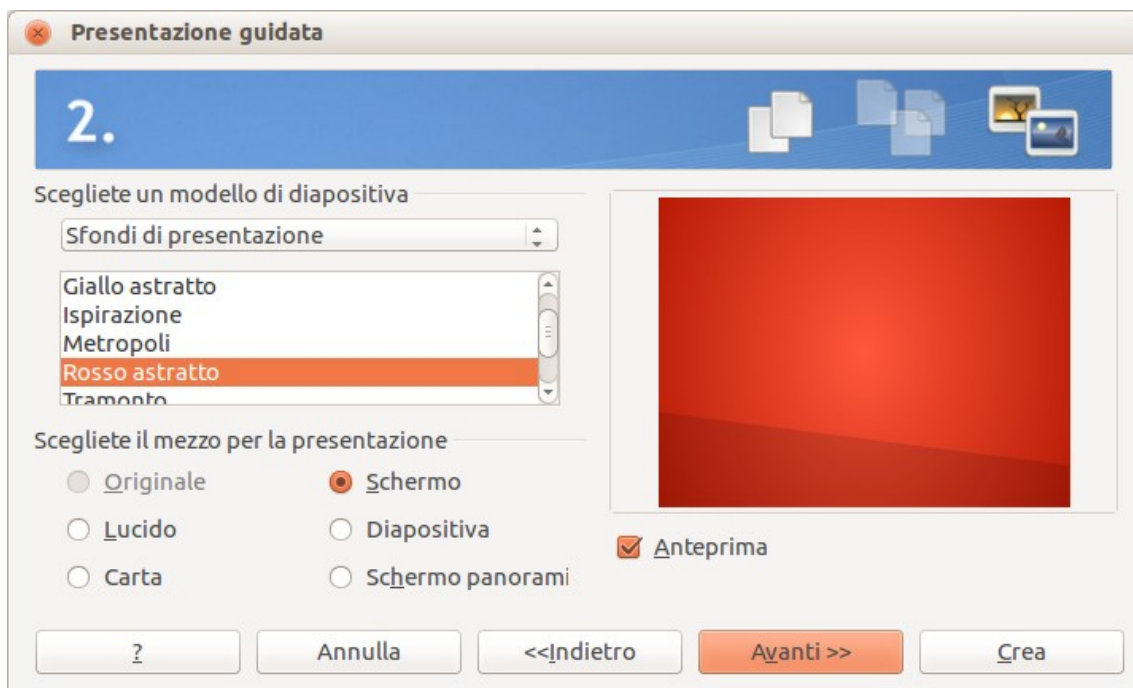 Presentazione guidata
2.
Scegliete un modello di diapositiva
Sfondi di presentazione
Giallo astratto
Ispirazione
Metropoli
Rosso astratto
Tramonto
Scegliete il mezzo per la presentazione
Originale
Schermo
Lucido
Diapositiva
Carta
Schermo panorami
Anteprima
?
Annulla
<<Indietro
Avanti >>
Crea